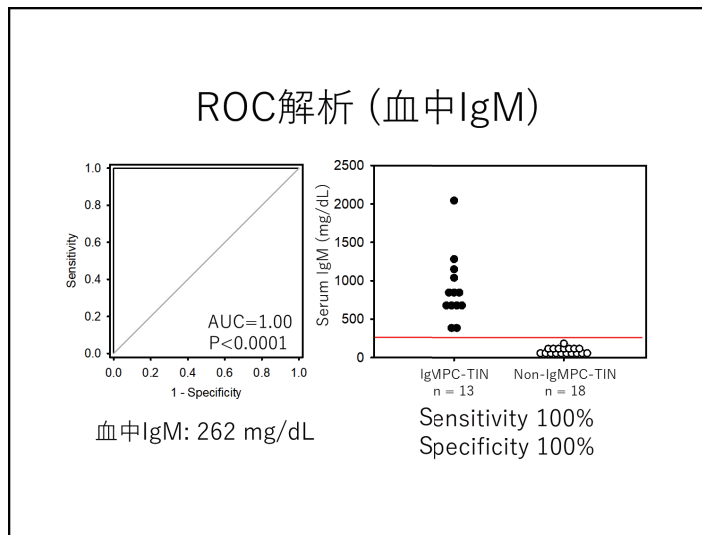 ROC解析 (血中IgM)
1.0
0.8
0.6
0.4
0.2
0.0
Sensitivity
AUC=1.00
P<0.0001
0.0 0.2 0.4 0.6 0.8 1.0
1 - Specificity
血中IgM: 262 mg/dL
2500
2000
1500
1000
500
0
Serum IgM (mg/dL)
IgMPC-TIN Non-IgMPC-TIN
n = 13 n = 18
Sensitivity 100%
Specificity 100%